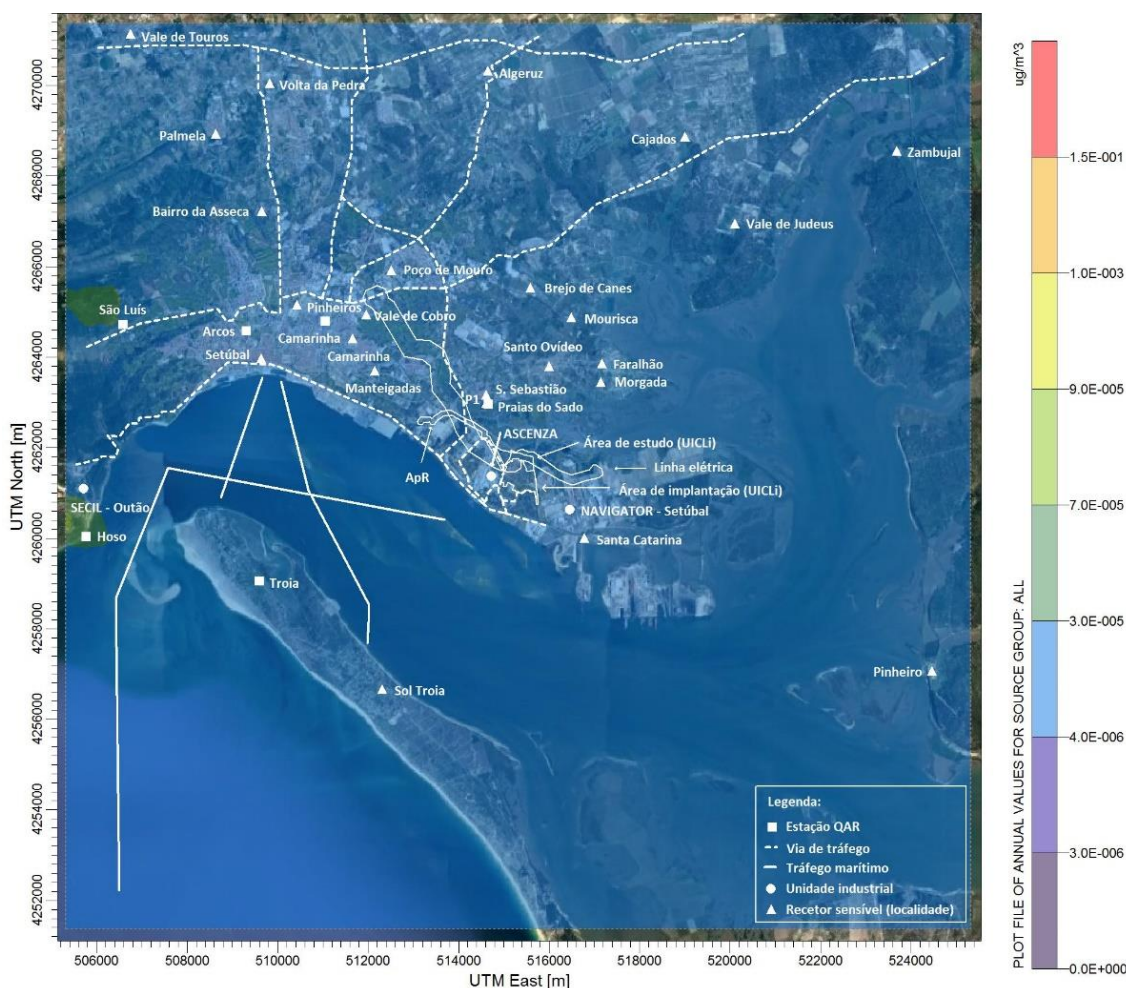 Vale de Touros
Volta da Pedra
Algeruz
Palmela
Cajados
Zambujal
Bairro da Asseca
Vale de Judeus
Poço de Mouro
Brejo de Canes
São Luís
Pinheiros
Vale de Cobro
Mourisca
Arcos
Camarinha
Camarinha
Santo Ovídeo
Setúbal
Faralhão
Manteigadas
Morgada
S. Sebastião
P1
Praias do Sado
ASCENZA
Área de estudo (UICLi)
ApR
Linha elétrica
Área de implantação (UICLi)
SECIL - Outão
NAVIGATOR - Setúbal
Hoso
Santa Catarina
Troia
Pinheiro
Sol Troia
Legenda:
Estação QAR
Via de tráfego
Tráfego marítimo
Unidade industrial
Recetor sensível (localidade)
UTM North [m]
4270000
4268000
4266000
4264000
4262000
4260000
4258000
4256000
4254000
4252000
506000 508000 510000 512000 514000 516000 518000 520000 522000 524000
UTM East [m]
ug/m^3
1.5E-001
1.0E-003
9.0E-005
7.0E-005
3.0E-005
4.0E-006
3.0E-006
0.0E+000
PLOT FILE OF ANNUAL VALUES FOR SOURCE GROUP: ALL